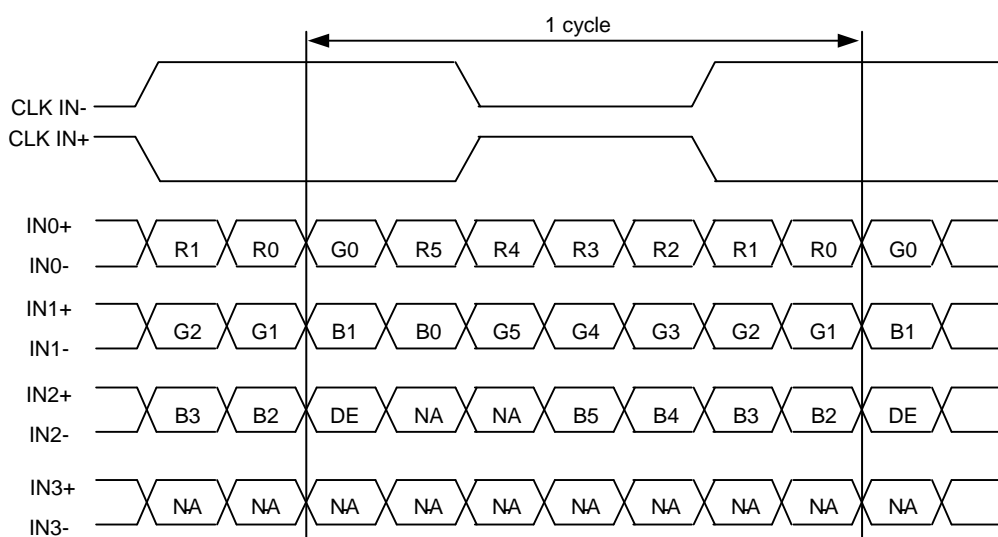 1 cycle
CLK IN-
CLK IN+
IN0+
R1 R0 G0 R5 R4 R3 R2 R1 R0 G0
IN0-
IN1+
G2 G1 B1 B0 G5 G4 G3 G2 G1 B1
IN1-
IN2+
B3 B2 DE NA NA B5 B4 B3 B2 DE
IN2-
IN3+
NA NA NA NA NA NA NA NA NA NA
IN3-